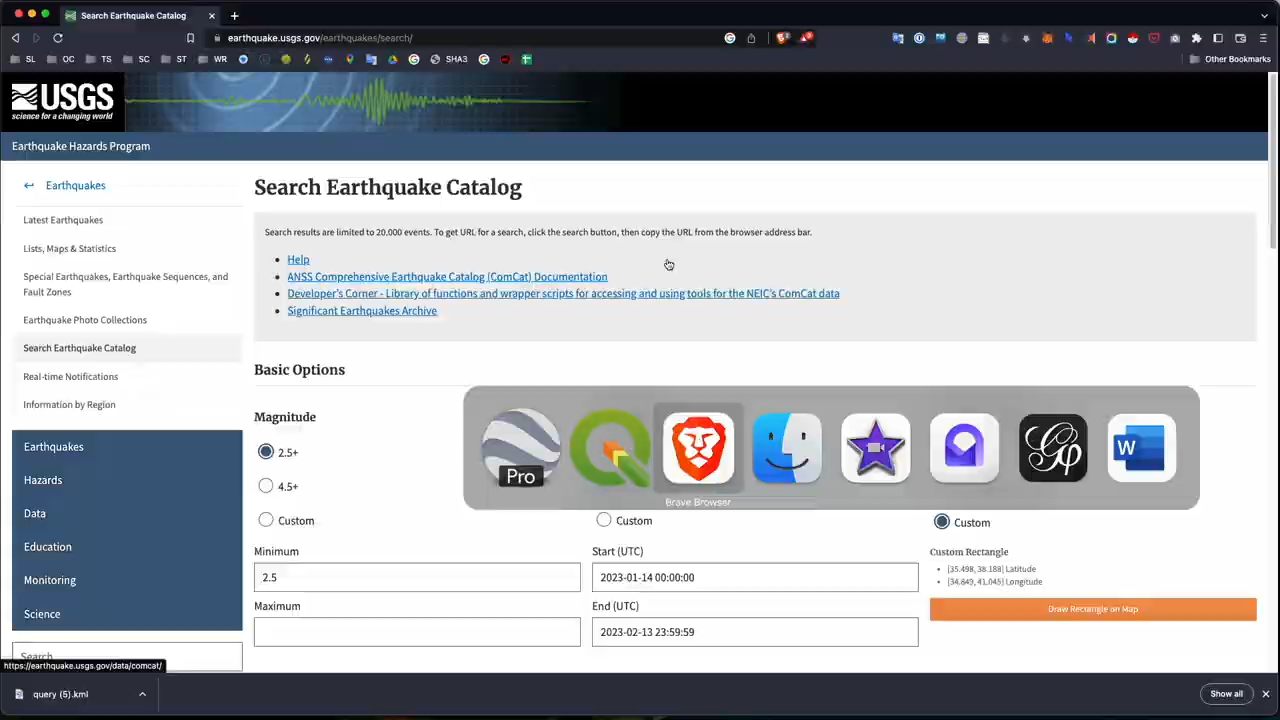 Search Earthquake Catalog
earthquake.usgs.gov/earthquakes/search/
SL
OC
TS
SC
ST
WR
SHA3
Other Bookmarks
USGS
science for a changing world
Earthquake Hazards Program
Earthquakes
Latest Earthquakes
Lists, Maps & Statistics
Special Earthquakes, Earthquake Sequences, and
Fault Zones
Earthquake Photo Collections
Search Earthquake Catalog
Real-time Notifications
Information by Region
Earthquakes
Hazards
Data
Education
Monitoring
Science
Search
Search Earthquake Catalog
Search results are limited to 20,000 events. To get URL for a search, click the search button, then copy the URL from the browser address bar.
Help
ANSS Comprehensive Earthquake Catalog (ComCat) Documentation
Developer's Corner - Library of functions and wrapper scripts for accessing and using tools for the NEIC's ComCat data
Significant Earthquakes Archive
Basic Options
Magnitude
2.5+
4.5+
Custom
Minimum
2.5
Maximum
Custom
Start (UTC)
2023-01-14 00:00:00
End (UTC)
2023-02-13 23:59:59
Custom
Custom Rectangle
[35.498, 38.188] Latitude
[34.849, 41.045] Longitude
Draw Rectangle on Map
Pro
W
Brave Browser
https://earthquake.usgs.gov/data/comcat/
query (5).kml
Show all